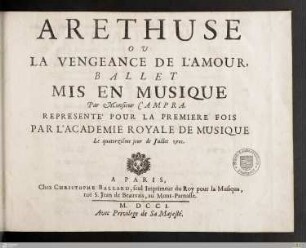 ARETHUSE
OU
LA VENGEANCE DE L'AMOUR,
BALLET
MIS EN MUSIQUE
Par Monsieur CAMPRA.
REPRESENTÉ POUR LA PREMIERE FOIS
PAR L'ACADEMIE ROYALE DE MUSIQUE
Le quatorziéme jour de Juillet 1701.
A PARIS,
Chez CHRISTOPHE BALLARD, seul Imprimeur du Roy pour la Musique,
ruë S. Jean de Beauvais, au Mont-Parnasse.
M. DCCI.
Avec Privilege de Sa Majesté.